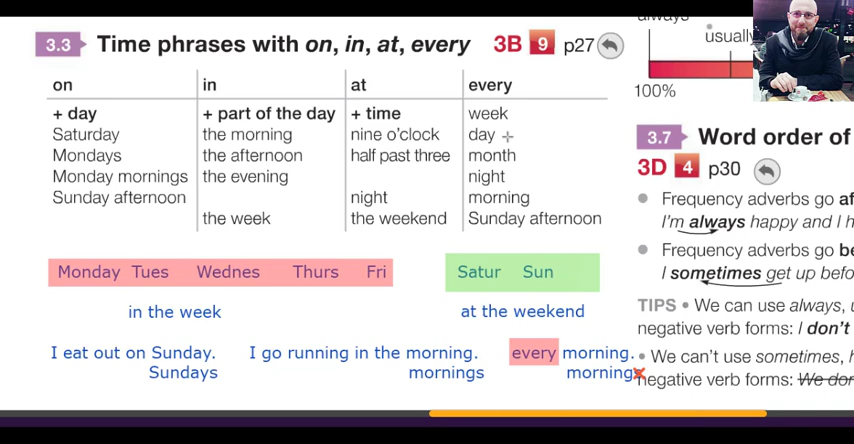 3.3 Time phrases with on, in, at, every 3B 9 p27
on in at every
+ day + part of the day + time week
Saturday the morning nine o'clock day
Mondays the afternoon half past three month
Monday mornings the evening night
Sunday afternoon night morning
the week the weekend Sunday afternoon
Monday Tues Wednes Thurs Fri Satur Sun
in the week at the weekend
I eat out on Sunday. I go running in the morning. every morning.
Sundays mornings mornings
always
usually
100%
3.7 Word order of
3D 4 p30
Frequency adverbs go
I'm always happy and I
Frequency adverbs go
I sometimes get up
TIPS • We can use always,
negative verb forms: I don't
• We can't use sometimes,
negative verb forms: We